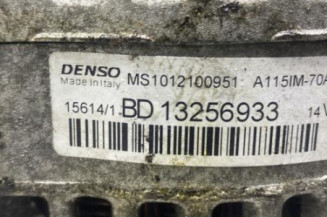 DENSO MS1012100951 A115IM-70A
Made in Italy
15614/1 BD 13256933 14V